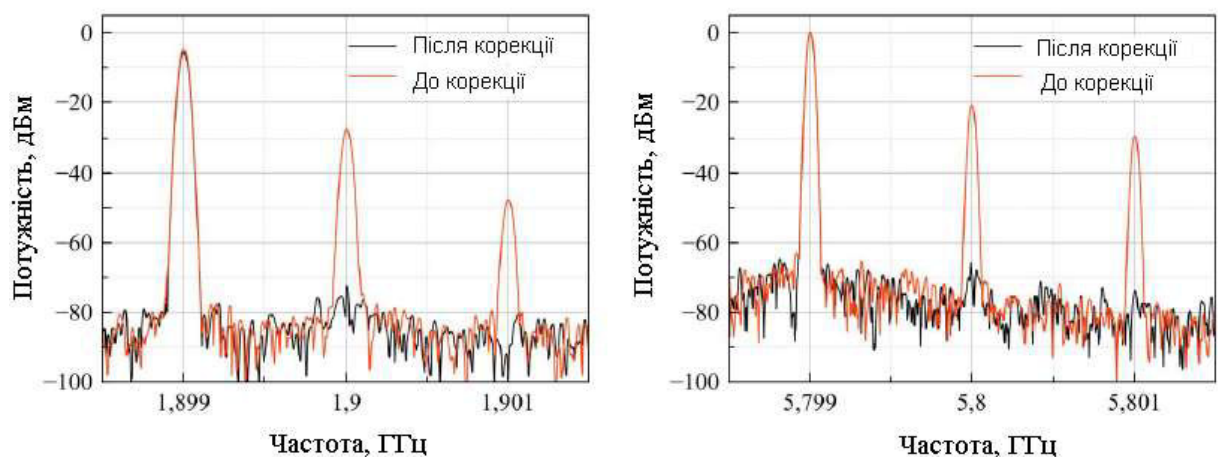 0
−20
−40
−60
−80
−100
Потужність, дБм
Після корекції
До корекції
1,899
1,9
1,901
Частота, ГГц
0
−20
−40
−60
−80
−100
Потужність, дБм
Після корекції
До корекції
5,799
5,8
5,801
Частота, ГГц